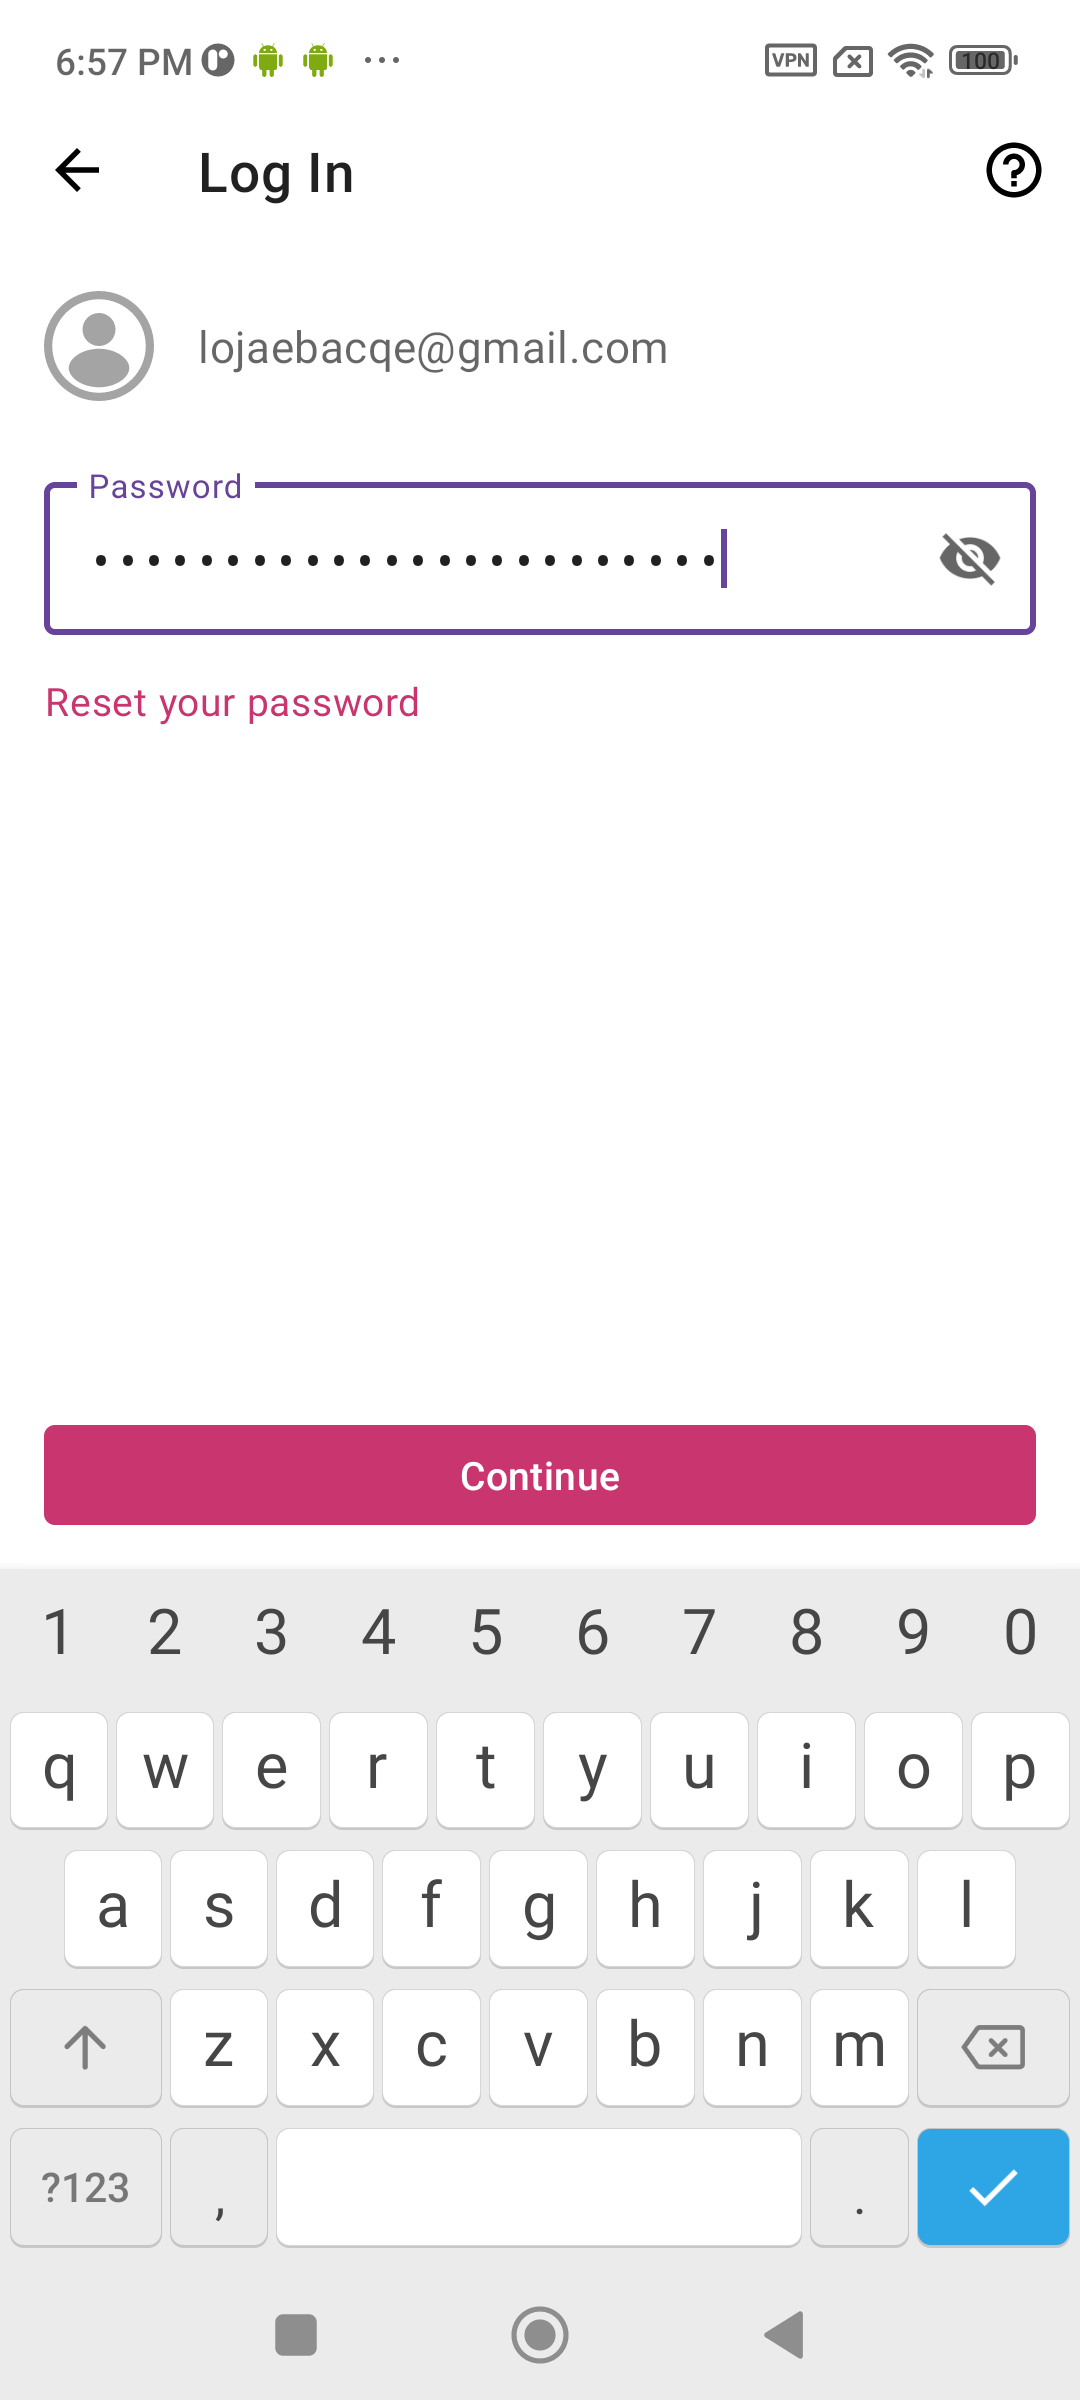 6:57 PM ...
VPN 100
Log In
lojaebacqe@gmail.com
Password
••••••••••••••••••••••••
Reset your password
Continue
1 2 3 4 5 6 7 8 9 0
q w e r t y u i o p
a s d f g h j k l
z x c v b n m
?123 , .